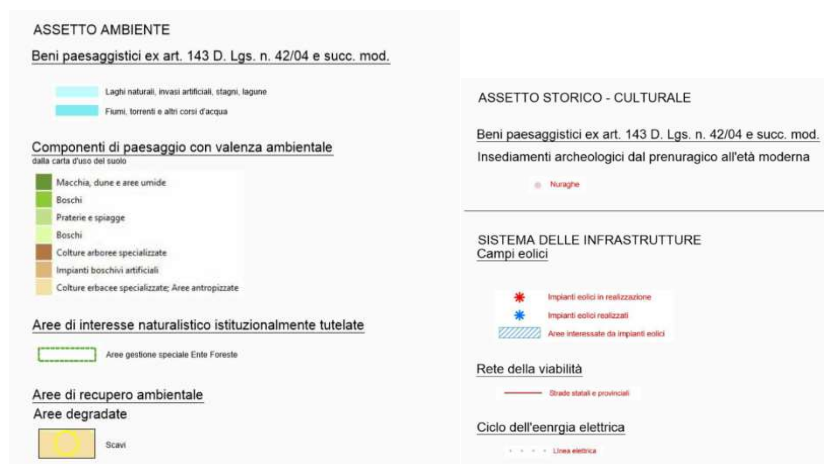 ASSETTO AMBIENTE
Beni paesaggistici ex art. 143 D. Lgs. n. 42/04 e succ. mod.
Laghi naturali, invasi artificiali, stagni, lagune
Fiumi, torrenti e altri corsi d'acqua
Componenti di paesaggio con valenza ambientale
dalla carta d'uso del suolo
Macchia, dune e aree umide
Boschi
Praterie e spiagge
Boschi
Colture arboree specializzate
Impianti boschivi artificiali
Colture erbacee specializzate; Aree antropizzate
Aree di interesse naturalistico istituzionalmente tutelate
Aree gestione speciale Ente Foreste
Aree di recupero ambientale
Aree degradate
Scavi
ASSETTO STORICO - CULTURALE
Beni paesaggistici ex art. 143 D. Lgs. n. 42/04 e succ. mod.
Insediamenti archeologici dal prenuragico all'età moderna
Nuraghe
SISTEMA DELLE INFRASTRUTTURE
Campi eolici
Impianti eolici in realizzazione
Impianti eolici realizzati
Aree interessate da impianti eolici
Rete della viabilità
Strade statali e provinciali
Ciclo dell'eenrgia elettrica
Linea elettrica